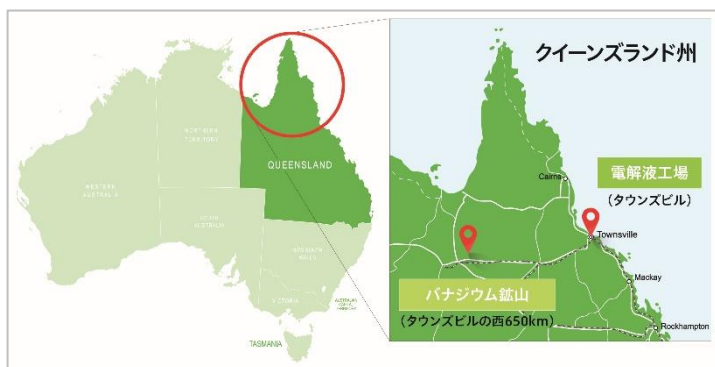 NORTHERN
TERRITORY
QUEENSLAND
WESTERN
AUSTRALIA
SOUTH
AUSTRALIA
NEW SOUTH
WALES
VICTORIA
TASMANIA
クイーンズランド州
Cairns
電解液工場
(タウンズビル)
Townsville
バナジウム鉱山
(タウンズビルの西650km)
Mackay
Rockhampton